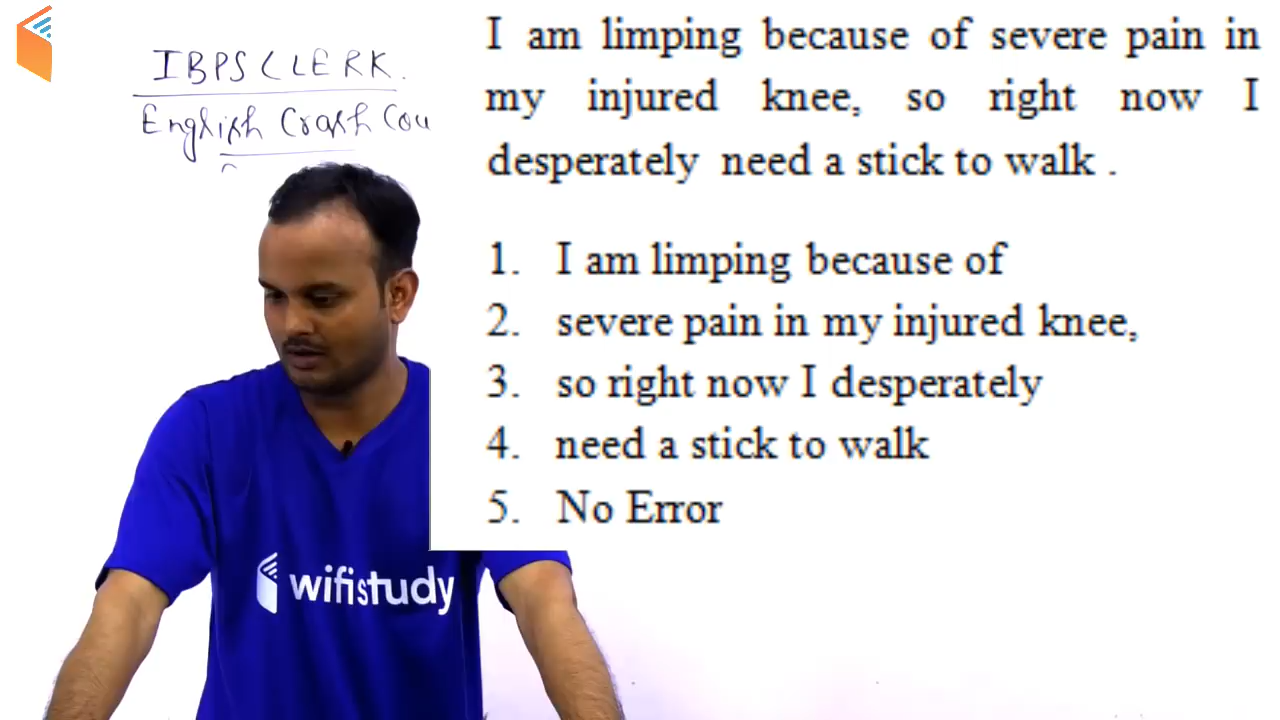 IBPS CLERK.
English Crash Cou
I am limping because of severe pain in
my injured knee, so right now I
desperately need a stick to walk .
1. I am limping because of
2. severe pain in my injured knee,
3. so right now I desperately
4. need a stick to walk
5. No Error
wifistudy